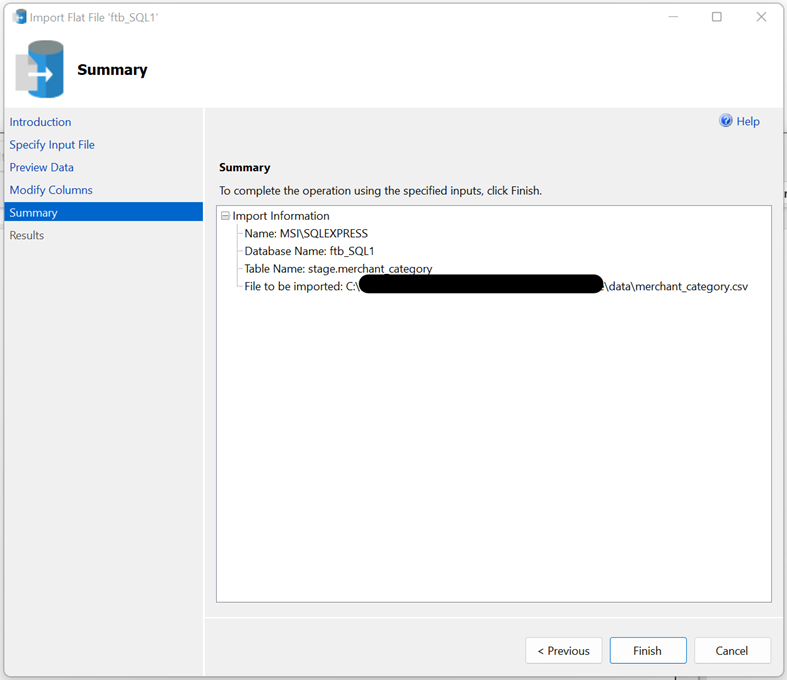 Import Flat File 'ftb_SQL1'
Summary
Introduction
Specify Input File
Preview Data
Modify Columns
Summary
Results
Help
Summary
To complete the operation using the specified inputs, click Finish.
Import Information
Name: MSI\SQLEXPRESS
Database Name: ftb_SQL1
Table Name: stage.merchant_category
File to be imported: C:\ \data\merchant_category.csv
< Previous
Finish
Cancel